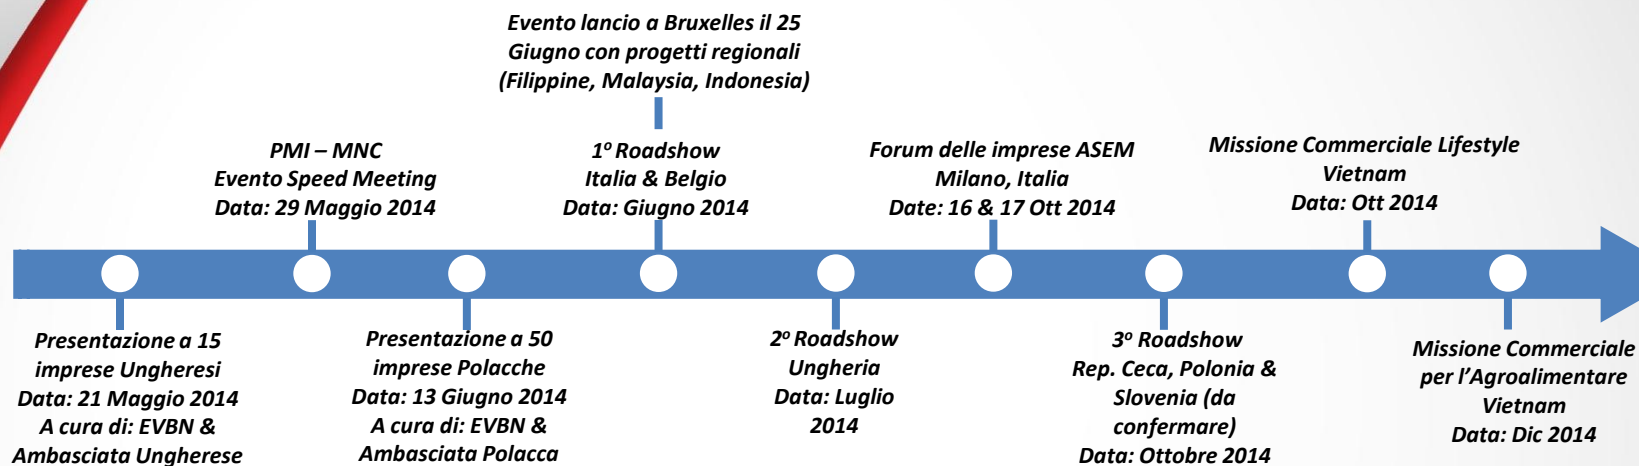 Evento lancio a Bruxelles il 25
Giugno con progetti regionali
(Filippine, Malaysia, Indonesia)
PMI – MNC
Evento Speed Meeting
Data: 29 Maggio 2014
1º Roadshow
Italia & Belgio
Data: Giugno 2014
Forum delle imprese ASEM
Milano, Italia
Date: 16 & 17 Ott 2014
Missione Commerciale Lifestyle
Vietnam
Data: Ott 2014
Presentazione a 15
imprese Ungheresi
Data: 21 Maggio 2014
A cura di: EVBN &
Ambasciata Ungherese
Presentazione a 50
imprese Polacche
Data: 13 Giugno 2014
A cura di: EVBN &
Ambasciata Polacca
2º Roadshow
Ungheria
Data: Luglio
2014
3º Roadshow
Rep. Ceca, Polonia &
Slovenia (da
confermare)
Data: Ottobre 2014
Missione Commerciale
per l’Agroalimentare
Vietnam
Data: Dic 2014